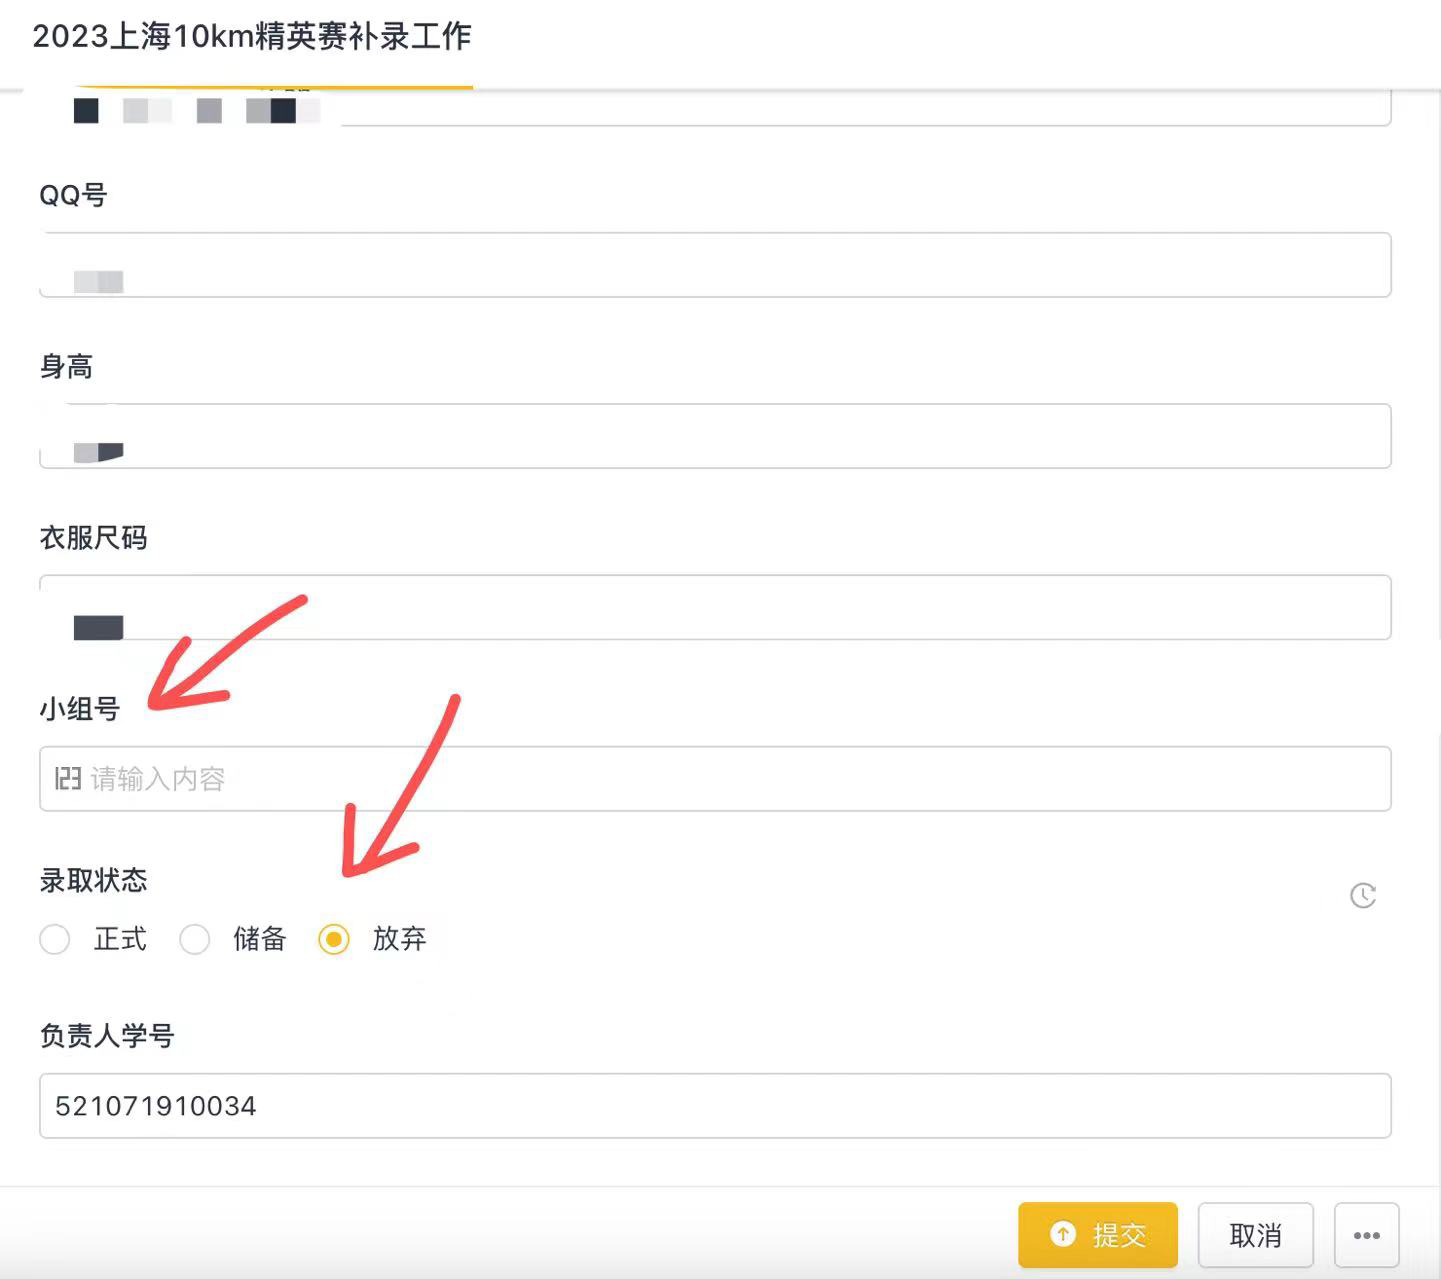 2023上海10km精英赛补录工作
QQ号
身高
衣服尺码
小组号
123 请输入内容
录取状态
正式 储备 放弃
负责人学号
521071910034
提交 取消